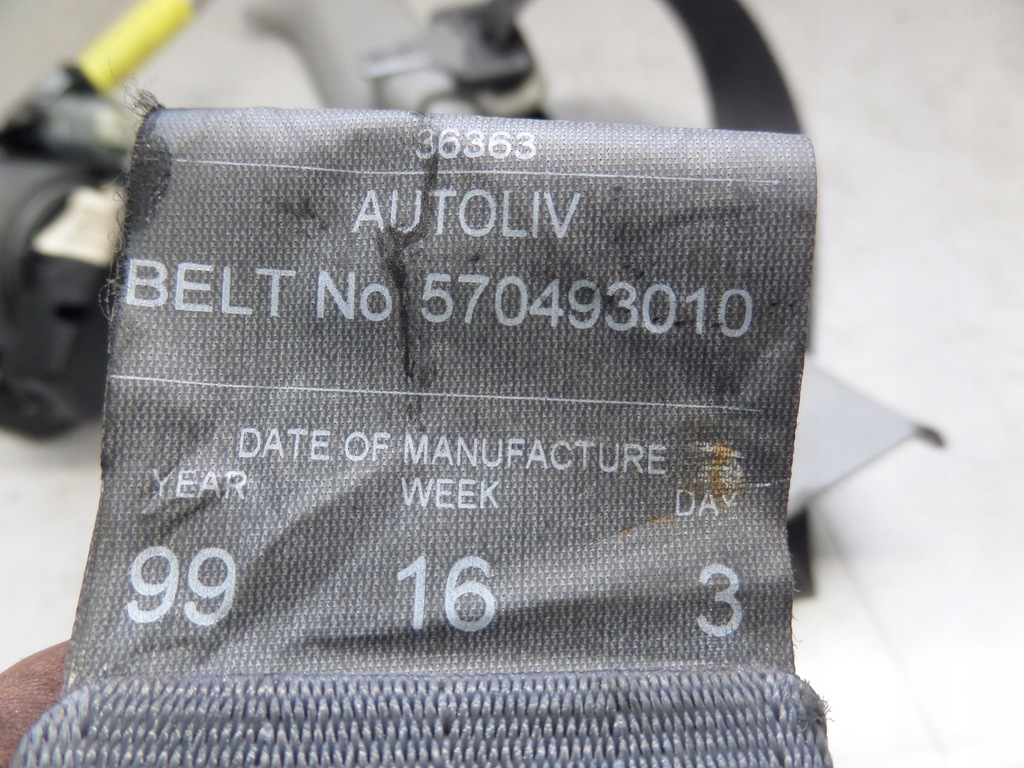 36363
AUTOLIV
BELT No 570493010
DATE OF MANUFACTURE
YEAR WEEK DAY
99 16 3